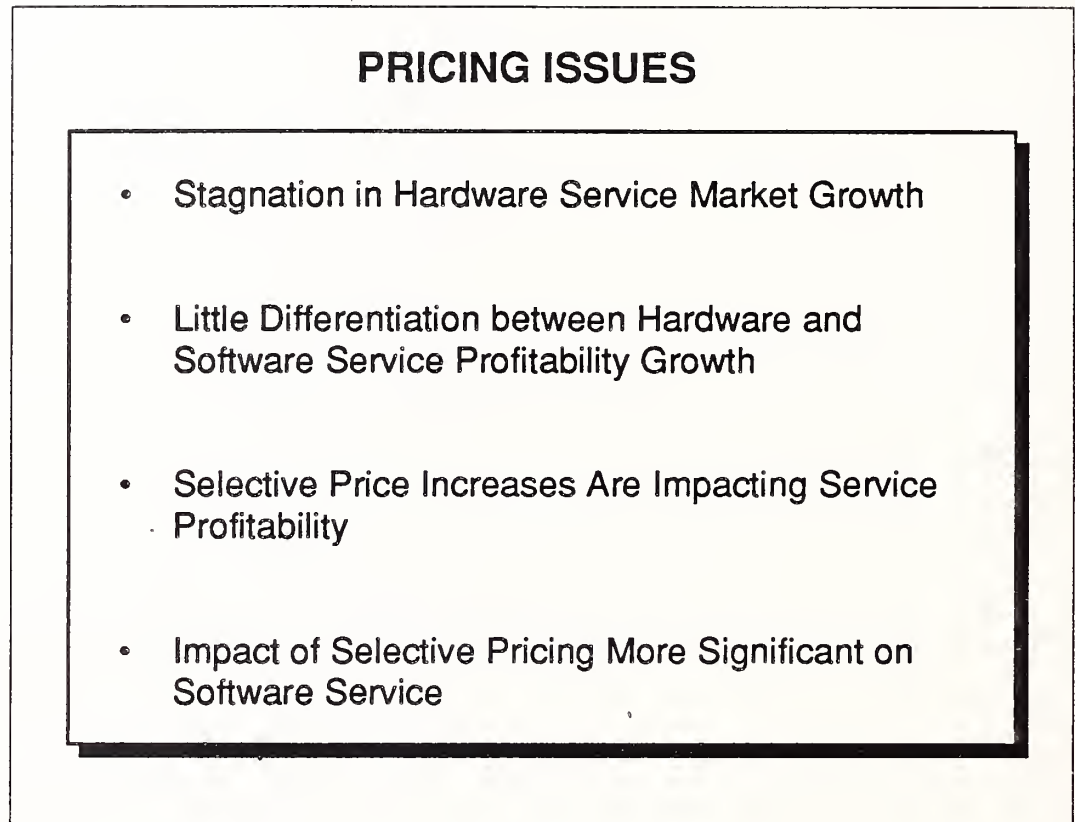 PRICING ISSUES
• Stagnation in Hardware Service Market Growth
• Little Differentiation between Hardware and
Software Service Profitability Growth
• Selective Price Increases Are Impacting Service
Profitability
• Impact of Selective Pricing More Significant on
Software Service